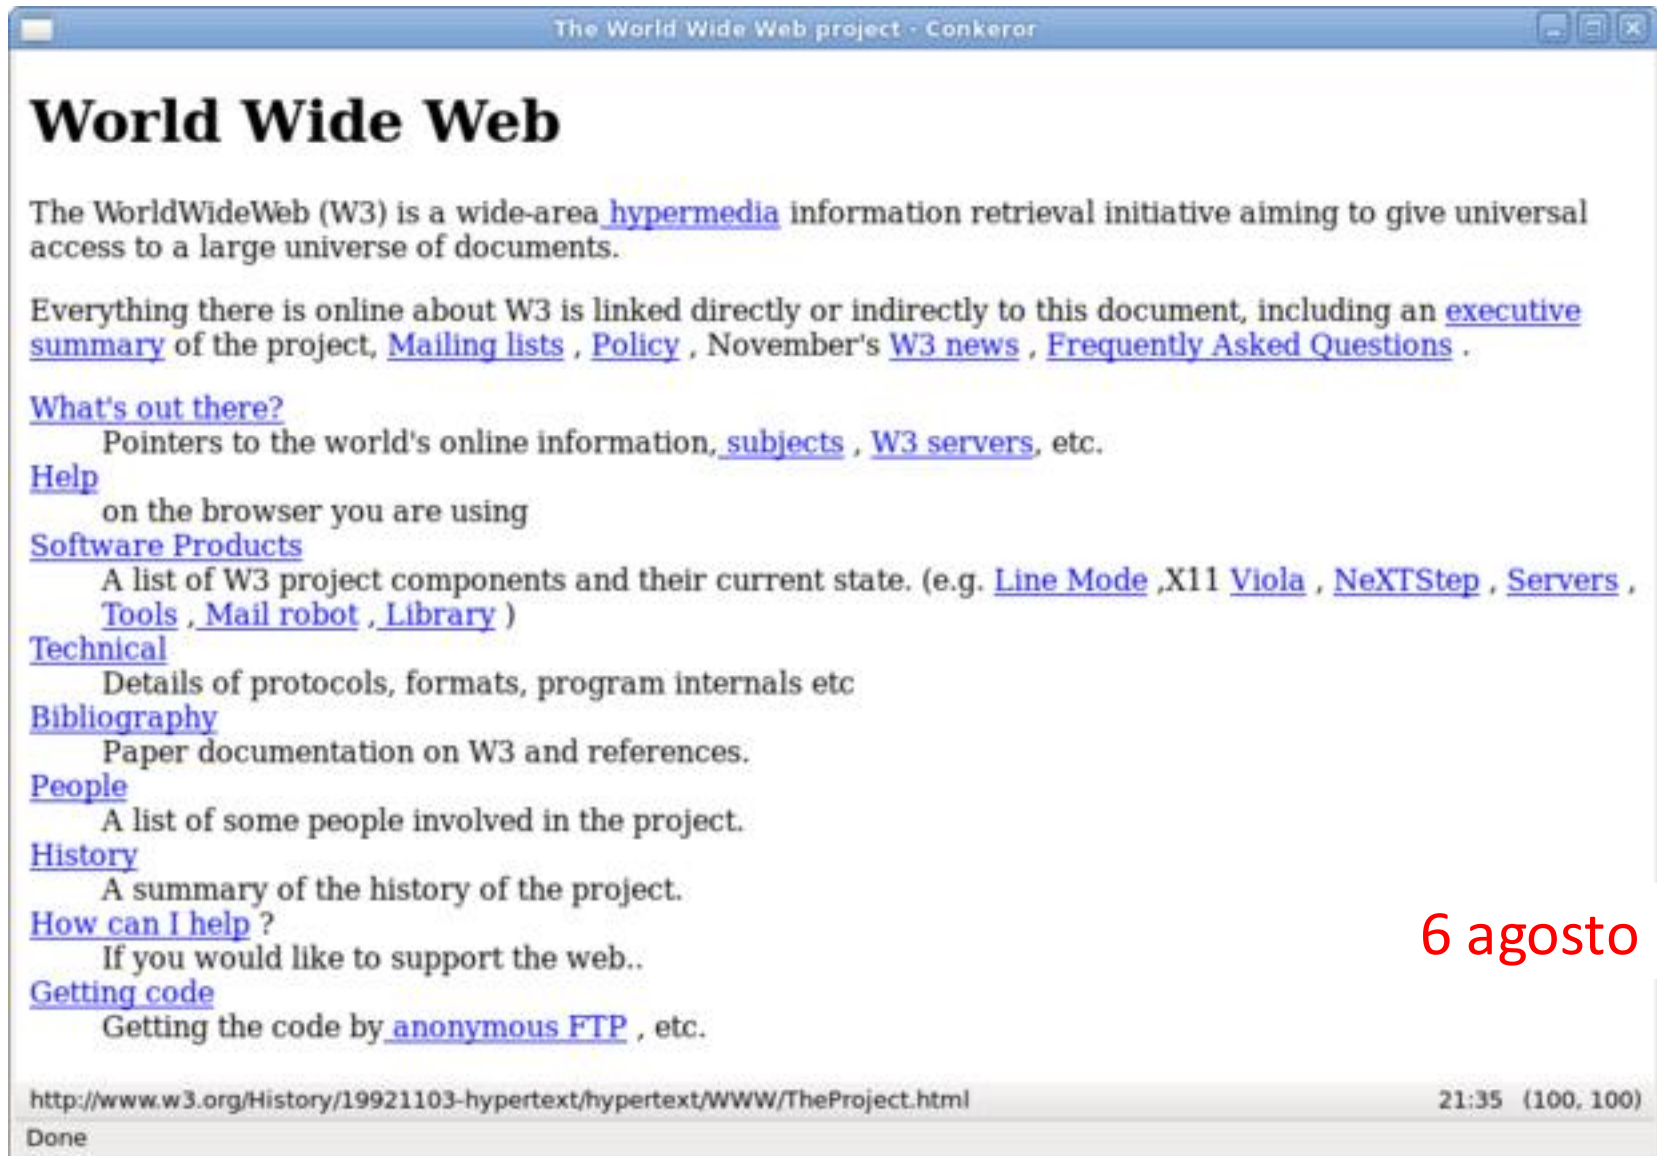 The World Wide Web project - Conkeror
World Wide Web
The WorldWideWeb (W3) is a wide-area hypermedia information retrieval initiative aiming to give universal
access to a large universe of documents.
Everything there is online about W3 is linked directly or indirectly to this document, including an executive
summary of the project, Mailing lists , Policy , November's W3 news , Frequently Asked Questions .
What's out there?
Pointers to the world's online information, subjects , W3 servers, etc.
Help
on the browser you are using
Software Products
A list of W3 project components and their current state. (e.g. Line Mode ,X11 Viola , NeXTStep , Servers ,
Tools , Mail robot , Library )
Technical
Details of protocols, formats, program internals etc
Bibliography
Paper documentation on W3 and references.
People
A list of some people involved in the project.
History
A summary of the history of the project.
How can I help ?
If you would like to support the web..
6 agosto
Getting code
Getting the code by anonymous FTP , etc.
http://www.w3.org/History/19921103-hypertext/hypertext/WWW/TheProject.html 21:35 (100, 100)
Done